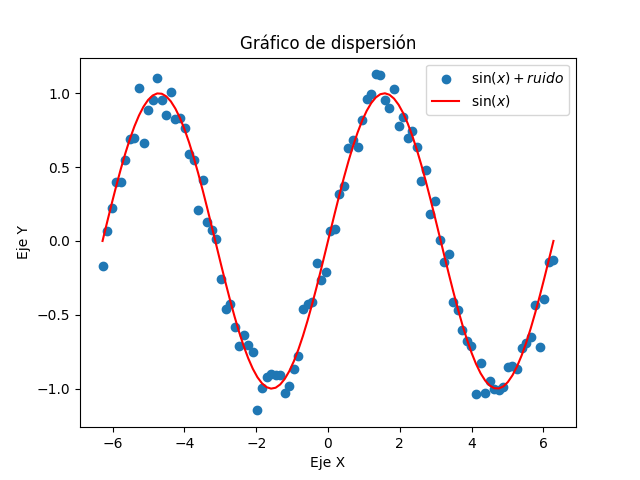 Gráfico de dispersión
sin(x) + ruido
sin(x)
1.0
0.5
0.0
−0.5
−1.0
Eje Y
−6 −4 −2 0 2 4 6
Eje X